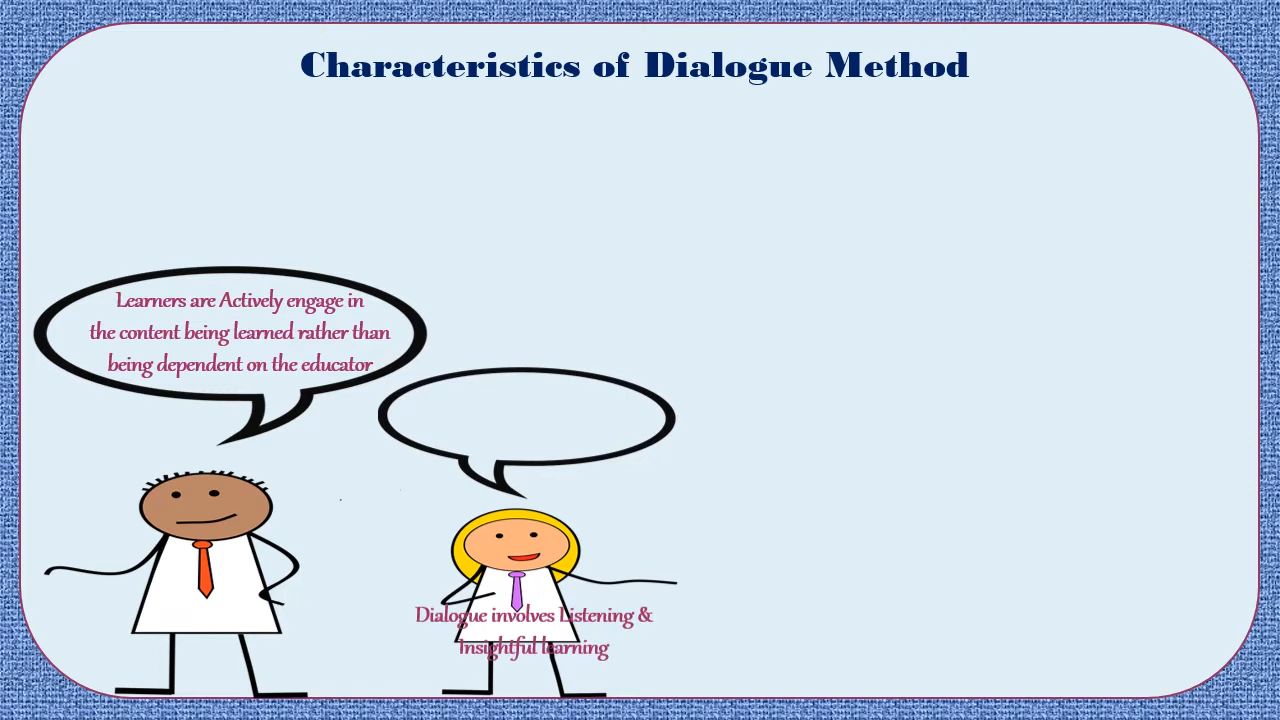 Characteristics of Dialogue Method
Learners are Actively engage in
the content being learned rather than
being dependent on the educator
Dialogue involves Listening &
Insightful learning